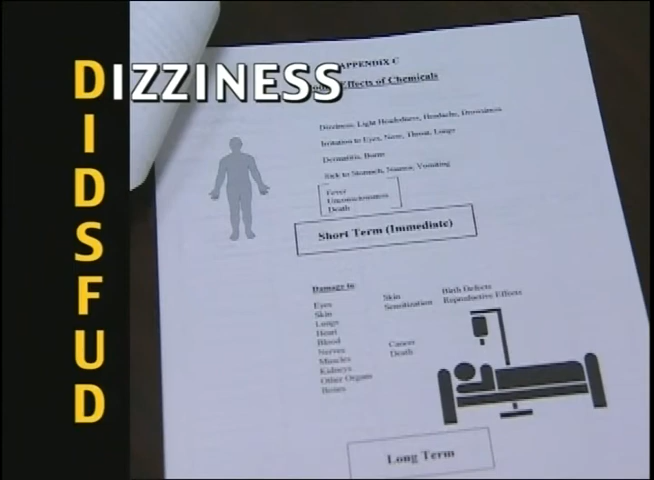 DIZZINESS
I
D
S
F
U
D
APPENDIX C
Effects of Chemicals
Dizziness, Light Headedness, Headache, Drowsiness
Irritation to Eyes, Nose, Throat, Lungs
Dermatitis, Burns
Sick to Stomach, Nausea, Vomiting
Fever
Unconsciousness
Death
Short Term (Immediate)
Damage to
Eyes
Skin
Lungs
Heart
Blood
Nerves
Muscles
Kidneys
Other Organs
Bones
Skin
Sensitization
Cancer
Death
Birth Defects
Reproductive Effects
Long Term